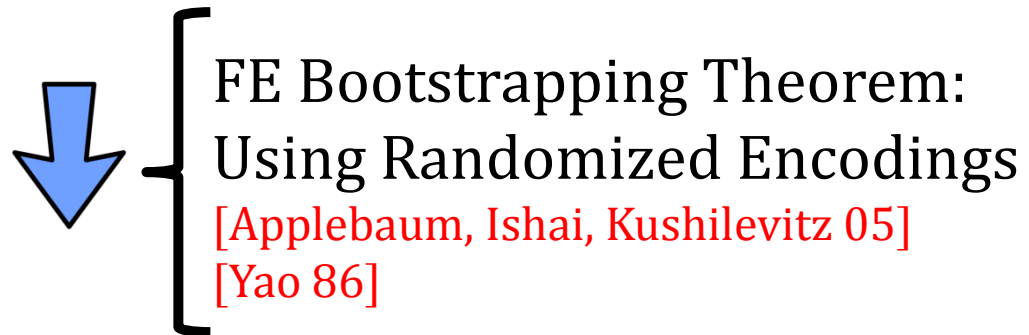 FE Bootstrapping Theorem:
Using Randomized Encodings
[Applebaum, Ishai, Kushilevitz 05]
[Yao 86]